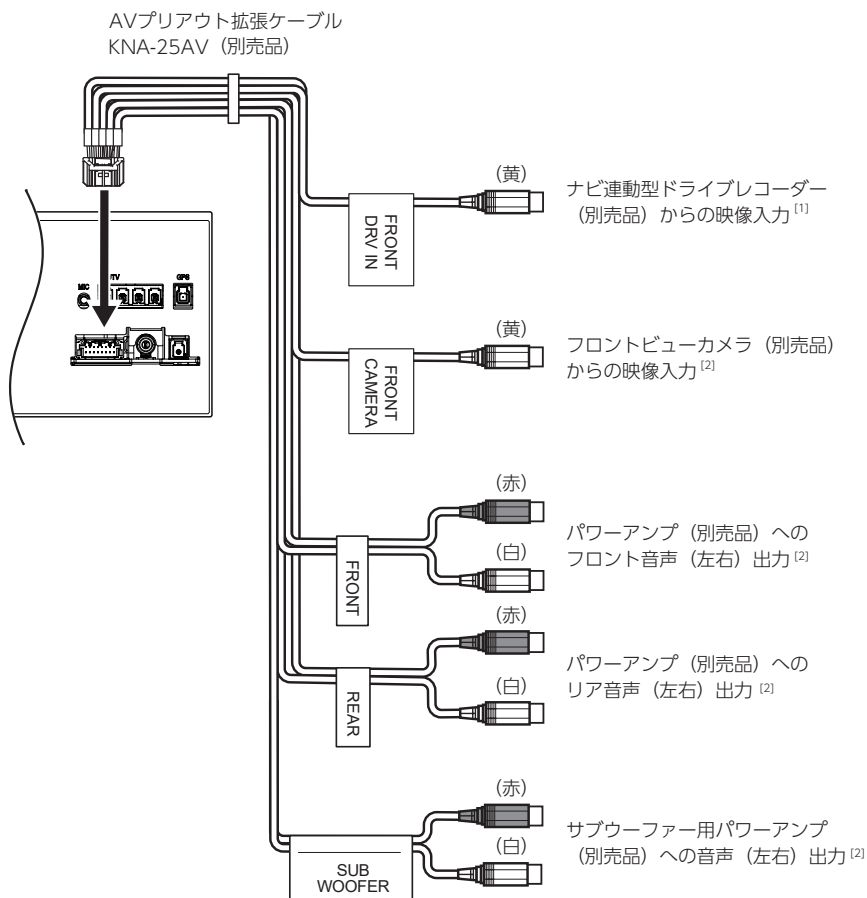 AVプリアウト拡張ケーブル
KNA-25AV（別売品）
（黄）
FRONT
DRV IN
ナビ連動型ドライブレコーダー
（別売品）からの映像入力 [1]
MIC
TV
GPS
（黄）
FRONT
CAMERA
フロントビューカメラ（別売品）
からの映像入力 [2]
（赤）
（白）
FRONT
パワーアンプ（別売品）への
フロント音声（左右）出力 [2]
（赤）
（白）
REAR
パワーアンプ（別売品）への
リア音声（左右）出力 [2]
（赤）
（白）
SUB
WOOFER
サブウーファー用パワーアンプ
（別売品）への音声（左右）出力 [2]